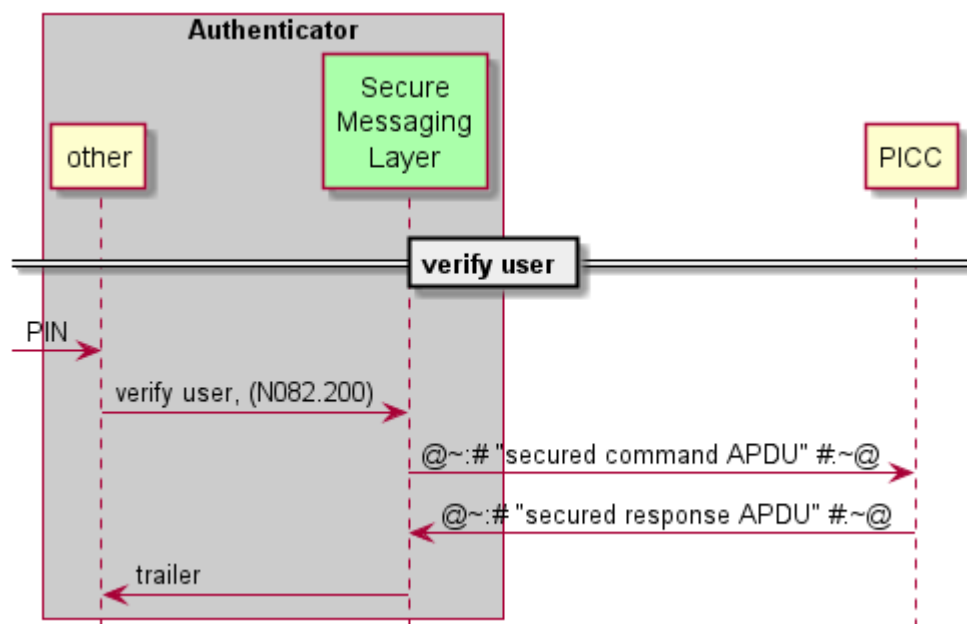 Authenticator
Secure
Messaging
Layer
other
PICC
verify user
PIN
verify user, (N082.200)
@~:# "secured command APDU" #:~@
@~:# "secured response APDU" #:~@
trailer